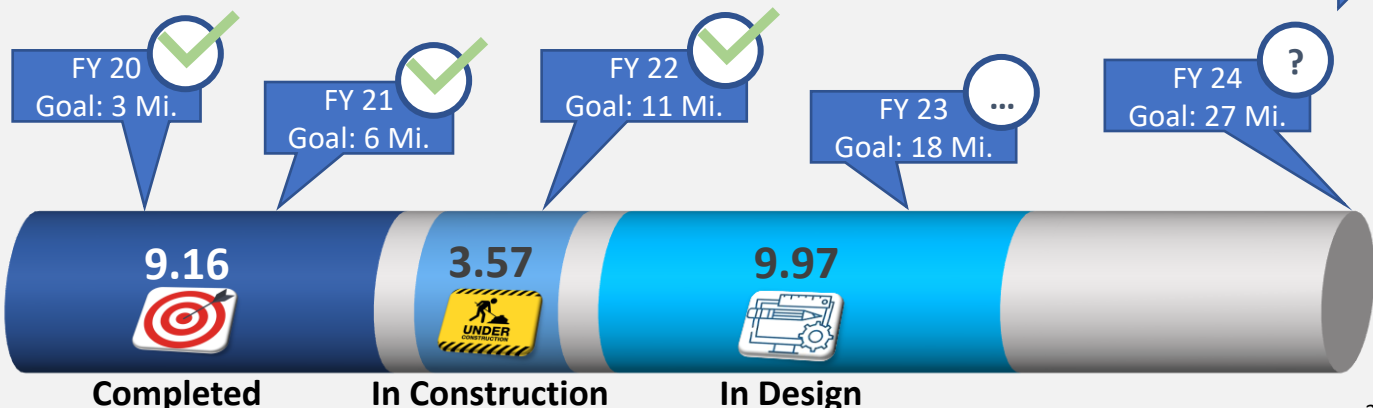 FY 20
Goal: 3 Mi.
FY 21
Goal: 6 Mi.
FY 22
Goal: 11 Mi.
FY 23
Goal: 18 Mi.
...
FY 24
Goal: 27 Mi.
?
9.16
3.57
9.97
UNDER
CONSTRUCTION
Completed
In Construction
In Design